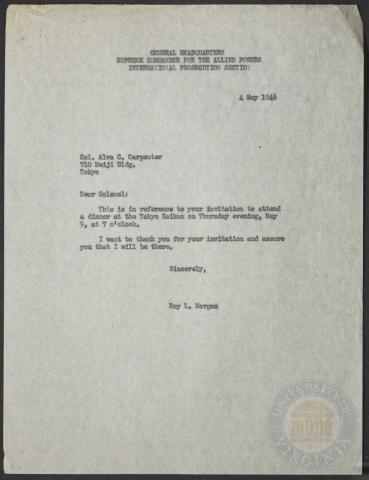 GENERAL HEADQUARTERS
SUPREME COMMANDER FOR THE ALLIED POWERS
INTERNATIONAL PROSECUTION SECTION
4 May 1946
Col. Alva C. Carpenter
710 Meiji Bldg.
Tokyo
Dear Colonel:
This is in reference to your invitation to attend
a dinner at the Tokyo Kaikan on Thursday evening, May
9, at 7 o'clock.
I want to thank you for your invitation and assure
you that I will be there.
Sincerely,
Roy L. Morgan
UNIVERSITY OF
VIRGINIA